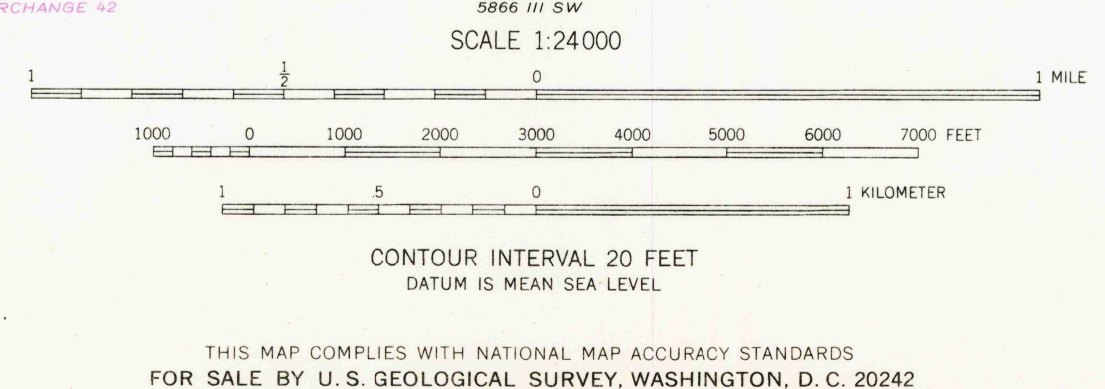 RCHANGE 42
5866 III SW
SCALE 1:24000
1 ½ 0 1 MILE
1000 0 1000 2000 3000 4000 5000 6000 7000 FEET
1 .5 0 1 KILOMETER
CONTOUR INTERVAL 20 FEET
DATUM IS MEAN SEA LEVEL
THIS MAP COMPLIES WITH NATIONAL MAP ACCURACY STANDARDS
FOR SALE BY U. S. GEOLOGICAL SURVEY, WASHINGTON, D. C. 20242